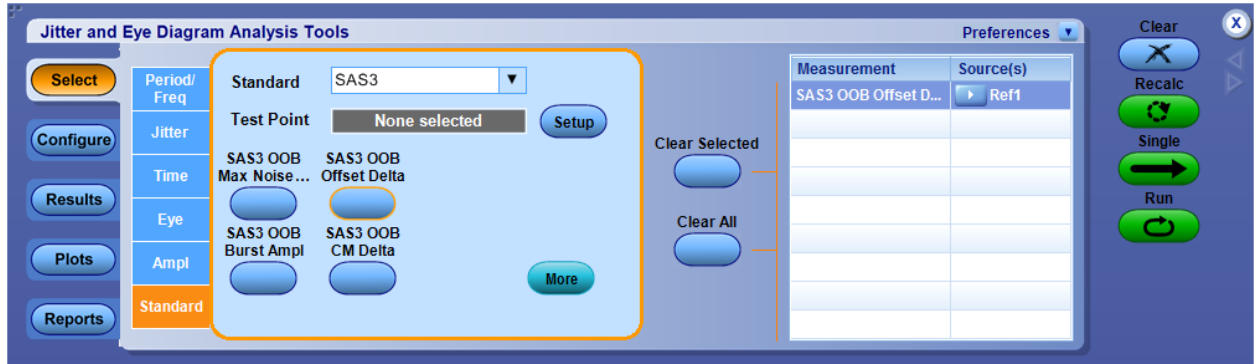 Jitter and Eye Diagram Analysis Tools
Preferences
Clear
X
Select
Configure
Results
Plots
Reports
Period/
Freq
Jitter
Time
Eye
Ampl
Standard
Standard
SAS3
Test Point
None selected
Setup
SAS3 OOB
Max Noise...
SAS3 OOB
Offset Delta
SAS3 OOB
Burst Ampl
SAS3 OOB
CM Delta
More
Clear Selected
Clear All
Measurement
Source(s)
SAS3 OOB Offset D...
Ref1
Recalc
Single
Run